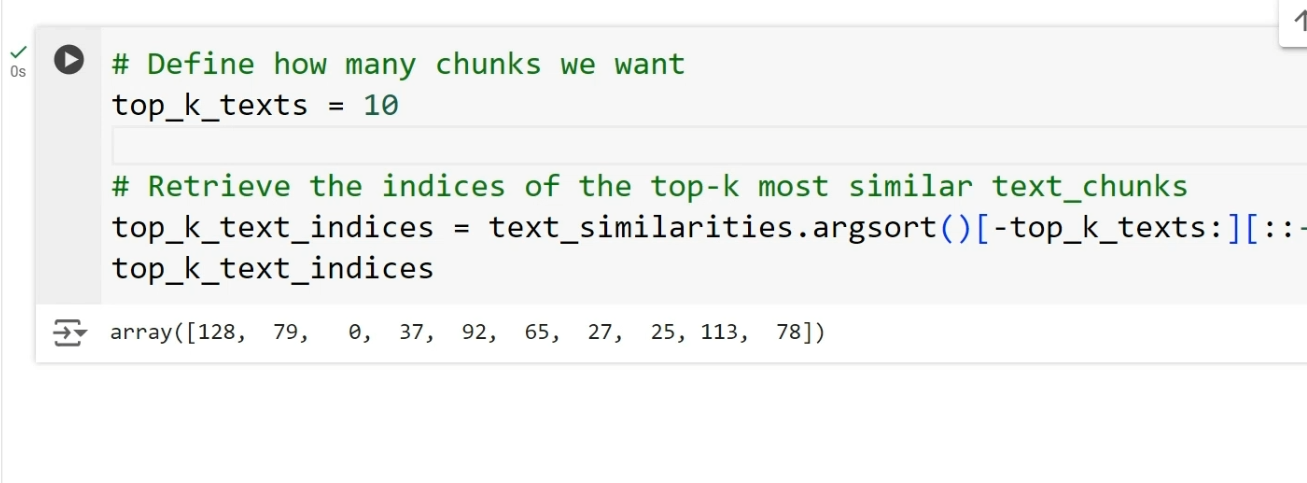 # Define how many chunks we want
0s
top_k_texts = 10
# Retrieve the indices of the top-k most similar text_chunks
top_k_text_indices = text_similarities.argsort()[-top_k_texts:][::-
top_k_text_indices
array([128,  79,   0,  37,  92,  65,  27,  25, 113,  78])